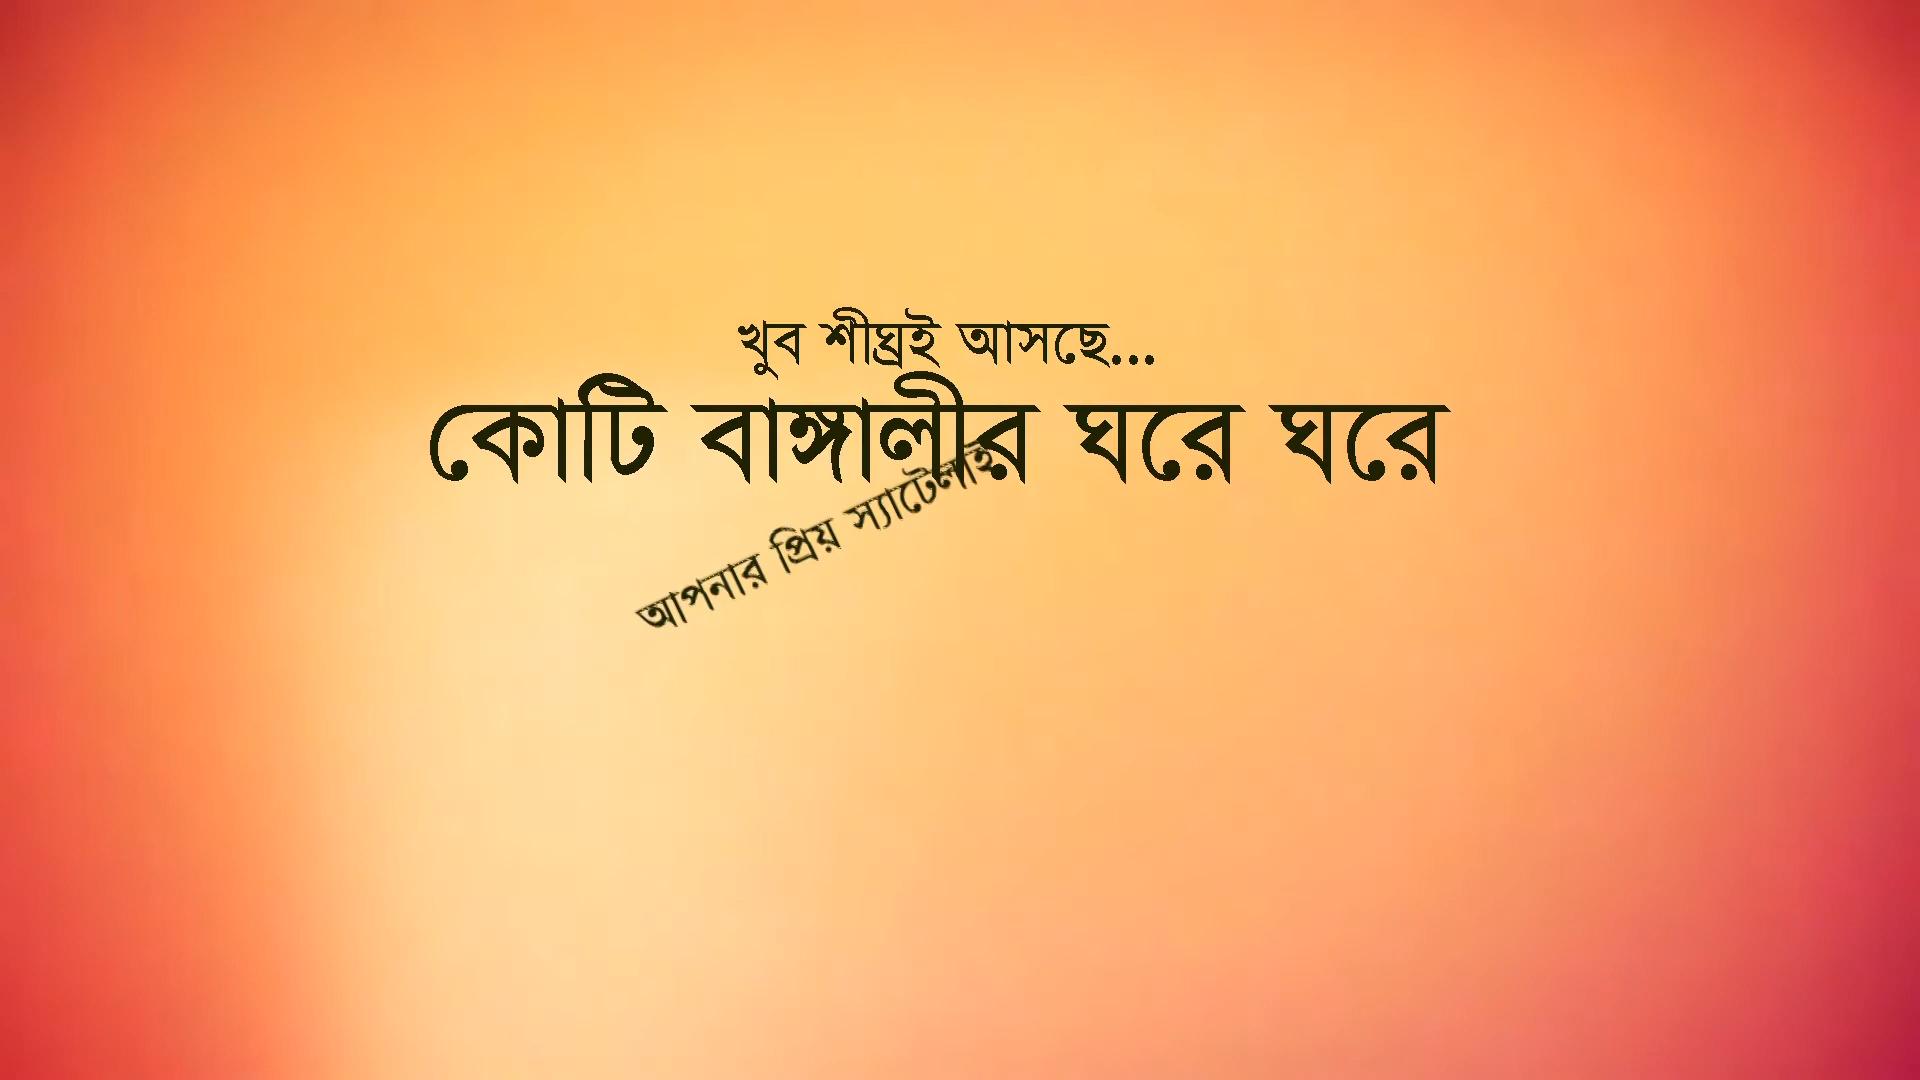 খুব শীঘ্রই আসছে...
কোটি বাঙ্গালীর ঘরে ঘরে
আপনার প্রিয় স্যাটেলাই